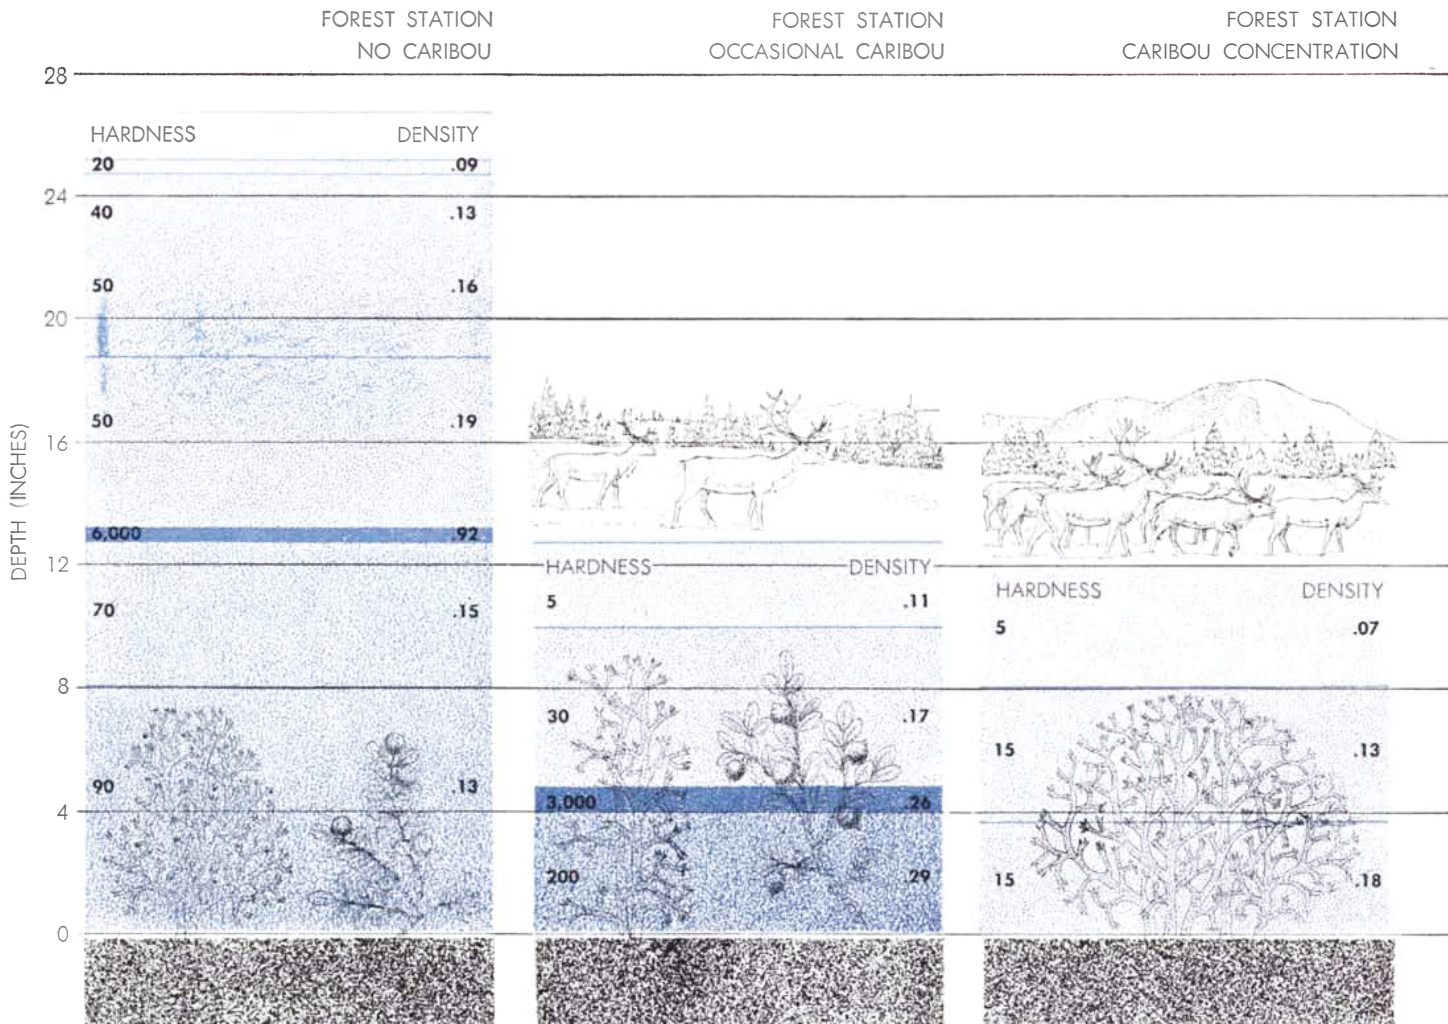 FOREST STATION
NO CARIBOU
FOREST STATION
OCCASIONAL CARIBOU
FOREST STATION
CARIBOU CONCENTRATION
DEPTH (INCHES)
28
24
20
16
12
8
4
0
HARDNESS DENSITY
20 .09
40 .13
50 .16
50 .19
6,000 .92
70 .15
90 .13
HARDNESS DENSITY
5 .11
30 .17
3,000 .26
200 .29
HARDNESS DENSITY
5 .07
15 .13
15 .18